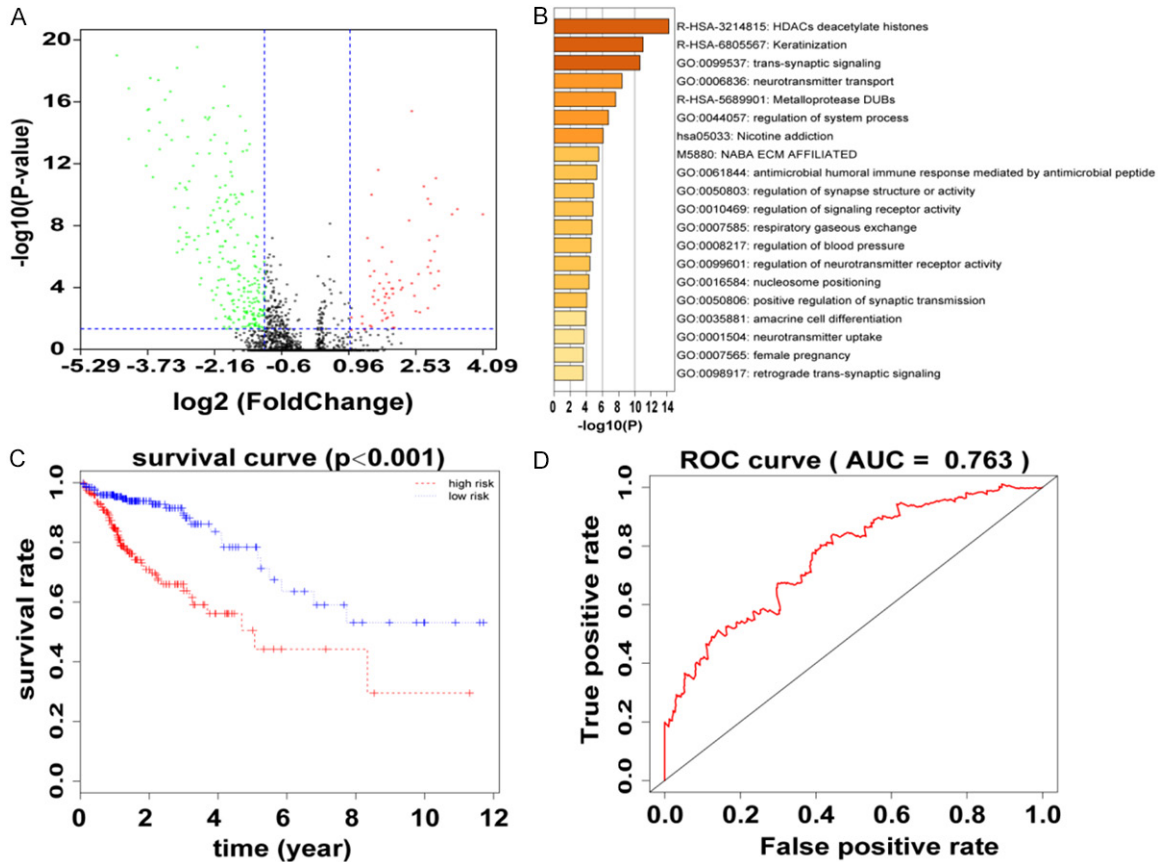 A
20
16
12
8
4
0
-log10(P-value)
-5.29 -3.73 -2.16 -0.6 0.96 2.53 4.09
log2 (FoldChange)
B
R-HSA-3214815: HDACs deacetylate histones
R-HSA-6805567: Keratinization
GO:0099537: trans-synaptic signaling
GO:0006836: neurotransmitter transport
R-HSA-5689901: Metalloprotease DUBs
GO:0044057: regulation of system process
hsa05033: Nicotine addiction
M5880: NABA ECM AFFILIATED
GO:0061844: antimicrobial humoral immune response mediated by antimicrobial peptide
GO:0050803: regulation of synapse structure or activity
GO:0010469: regulation of signaling receptor activity
GO:0007585: respiratory gaseous exchange
GO:0008217: regulation of blood pressure
GO:0099601: regulation of neurotransmitter receptor activity
GO:0016584: nucleosome positioning
GO:0050806: positive regulation of synaptic transmission
GO:0035881: amacrine cell differentiation
GO:0001504: neurotransmitter uptake
GO:0007565: female pregnancy
GO:0098917: retrograde trans-synaptic signaling
0 2 4 6 8 10 12 14
-log10(P)
C
survival curve (p<0.001)
high risk
low risk
1.0
0.8
0.6
0.4
0.2
0.0
survival rate
0 2 4 6 8 10 12
time (year)
D
ROC curve ( AUC = 0.763 )
1.0
0.8
0.6
0.4
0.2
0.0
True positive rate
0.0 0.2 0.4 0.6 0.8 1.0
False positive rate